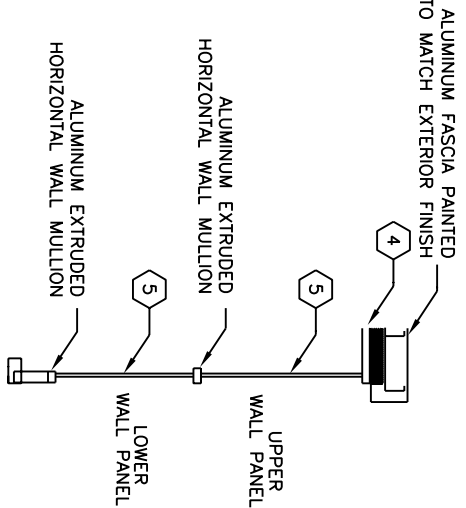 ALUMINUM FASCIA PAINTED
TO MATCH EXTERIOR FINISH
4
5
ALUMINUM EXTRUDED
HORIZONTAL WALL MULLION
5
ALUMINUM EXTRUDED
HORIZONTAL WALL MULLION
UPPER
WALL PANEL
LOWER
WALL PANEL